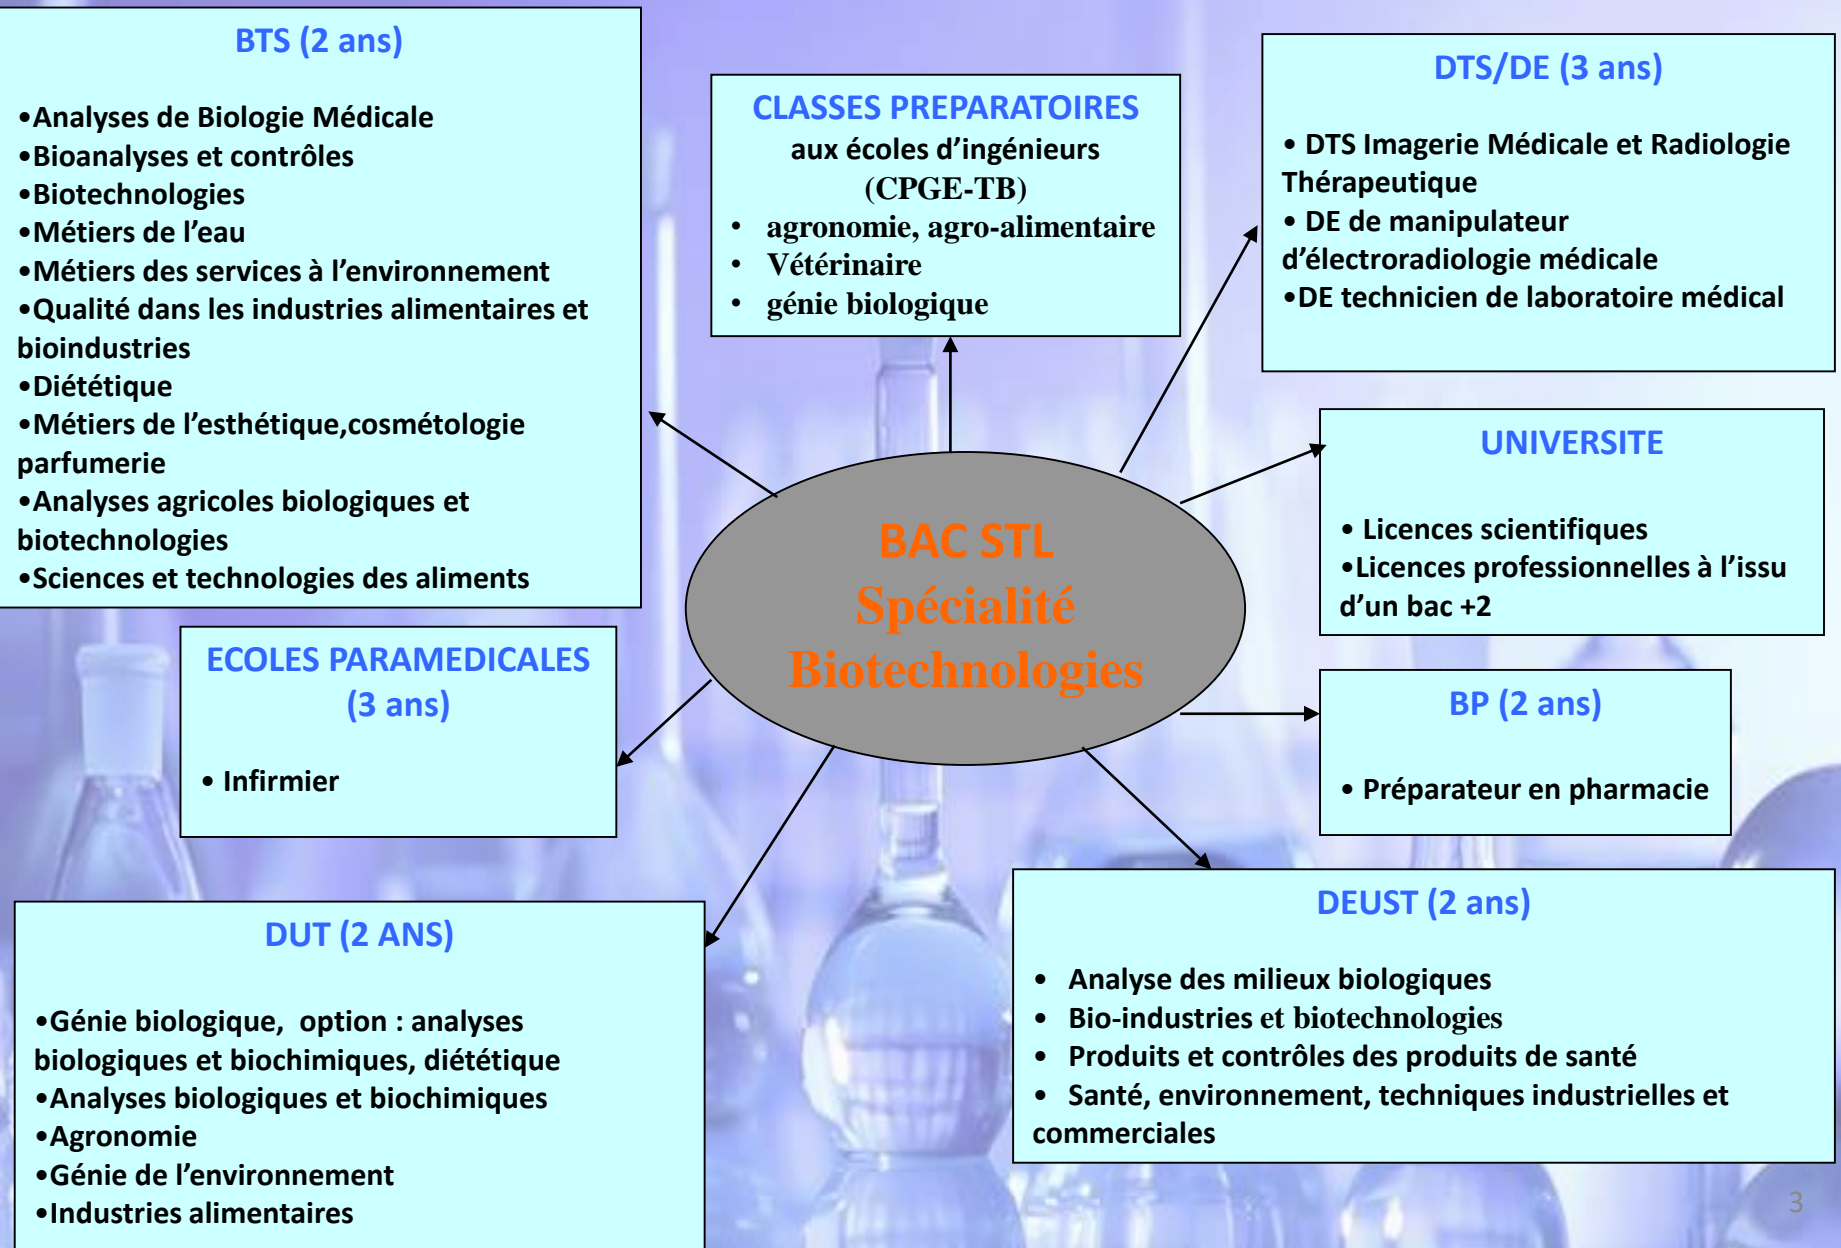 BTS (2 ans)
•Analyses de Biologie Médicale
•Bioanalyses et contrôles
•Biotechnologies
•Métiers de l’eau
•Métiers des services à l’environnement
•Qualité dans les industries alimentaires et
bioindustries
•Diététique
•Métiers de l’esthétique,cosmétologie
parfumerie
•Analyses agricoles biologiques et
biotechnologies
•Sciences et technologies des aliments
CLASSES PREPARATOIRES
aux écoles d’ingénieurs
(CPGE-TB)
• agronomie, agro-alimentaire
• Vétérinaire
• génie biologique
DTS/DE (3 ans)
• DTS Imagerie Médicale et Radiologie
Thérapeutique
• DE de manipulateur
d’électroradiologie médicale
•DE technicien de laboratoire médical
UNIVERSITE
• Licences scientifiques
•Licences professionnelles à l’issu
d’un bac +2
BAC STL
Spécialité
Biotechnologies
ECOLES PARAMEDICALES
(3 ans)
• Infirmier
BP (2 ans)
• Préparateur en pharmacie
DUT (2 ANS)
•Génie biologique, option : analyses
biologiques et biochimiques, diététique
•Analyses biologiques et biochimiques
•Agronomie
•Génie de l’environnement
•Industries alimentaires
DEUST (2 ans)
• Analyse des milieux biologiques
• Bio-industries et biotechnologies
• Produits et contrôles des produits de santé
• Santé, environnement, techniques industrielles et
commerciales
3